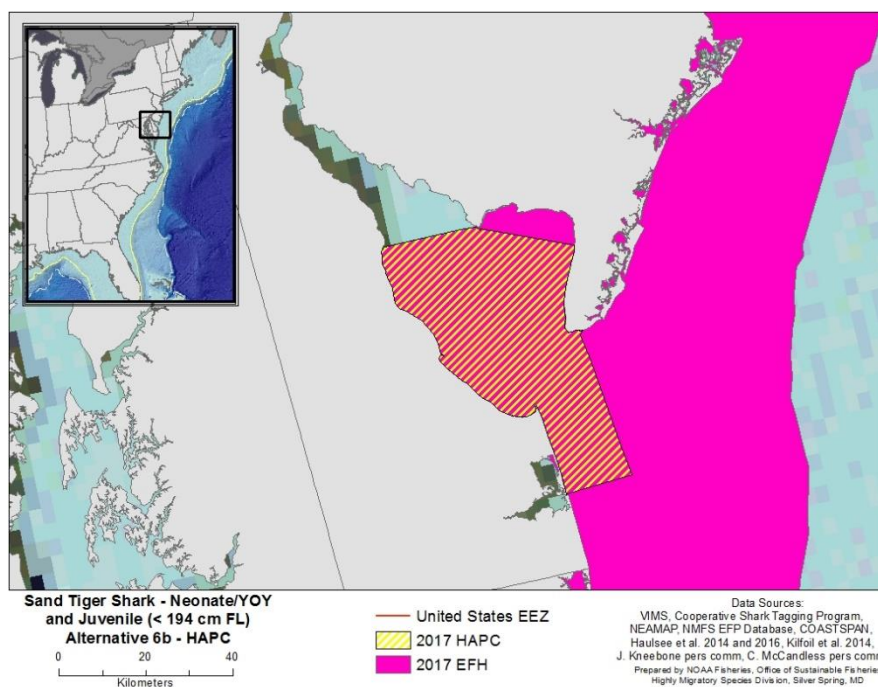 Sand Tiger Shark - Neonate/YOY
and Juvenile (< 194 cm FL)
Alternative 6b - HAPC
0 20 40
Kilometers
United States EEZ
2017 HAPC
2017 EFH
Data Sources:
VIMS, Cooperative Shark Tagging Program,
NEAMAP, NMFS EFP Database, COASTSPAN,
Haulsee et al. 2014 and 2016, Kilfoil et al. 2014,
J. Kneebone pers comm, C. McCandless pers comm
Prepared by NOAA Fisheries, Office of Sustainable Fisheries
Highly Migratory Species Division, Silver Spring, MD